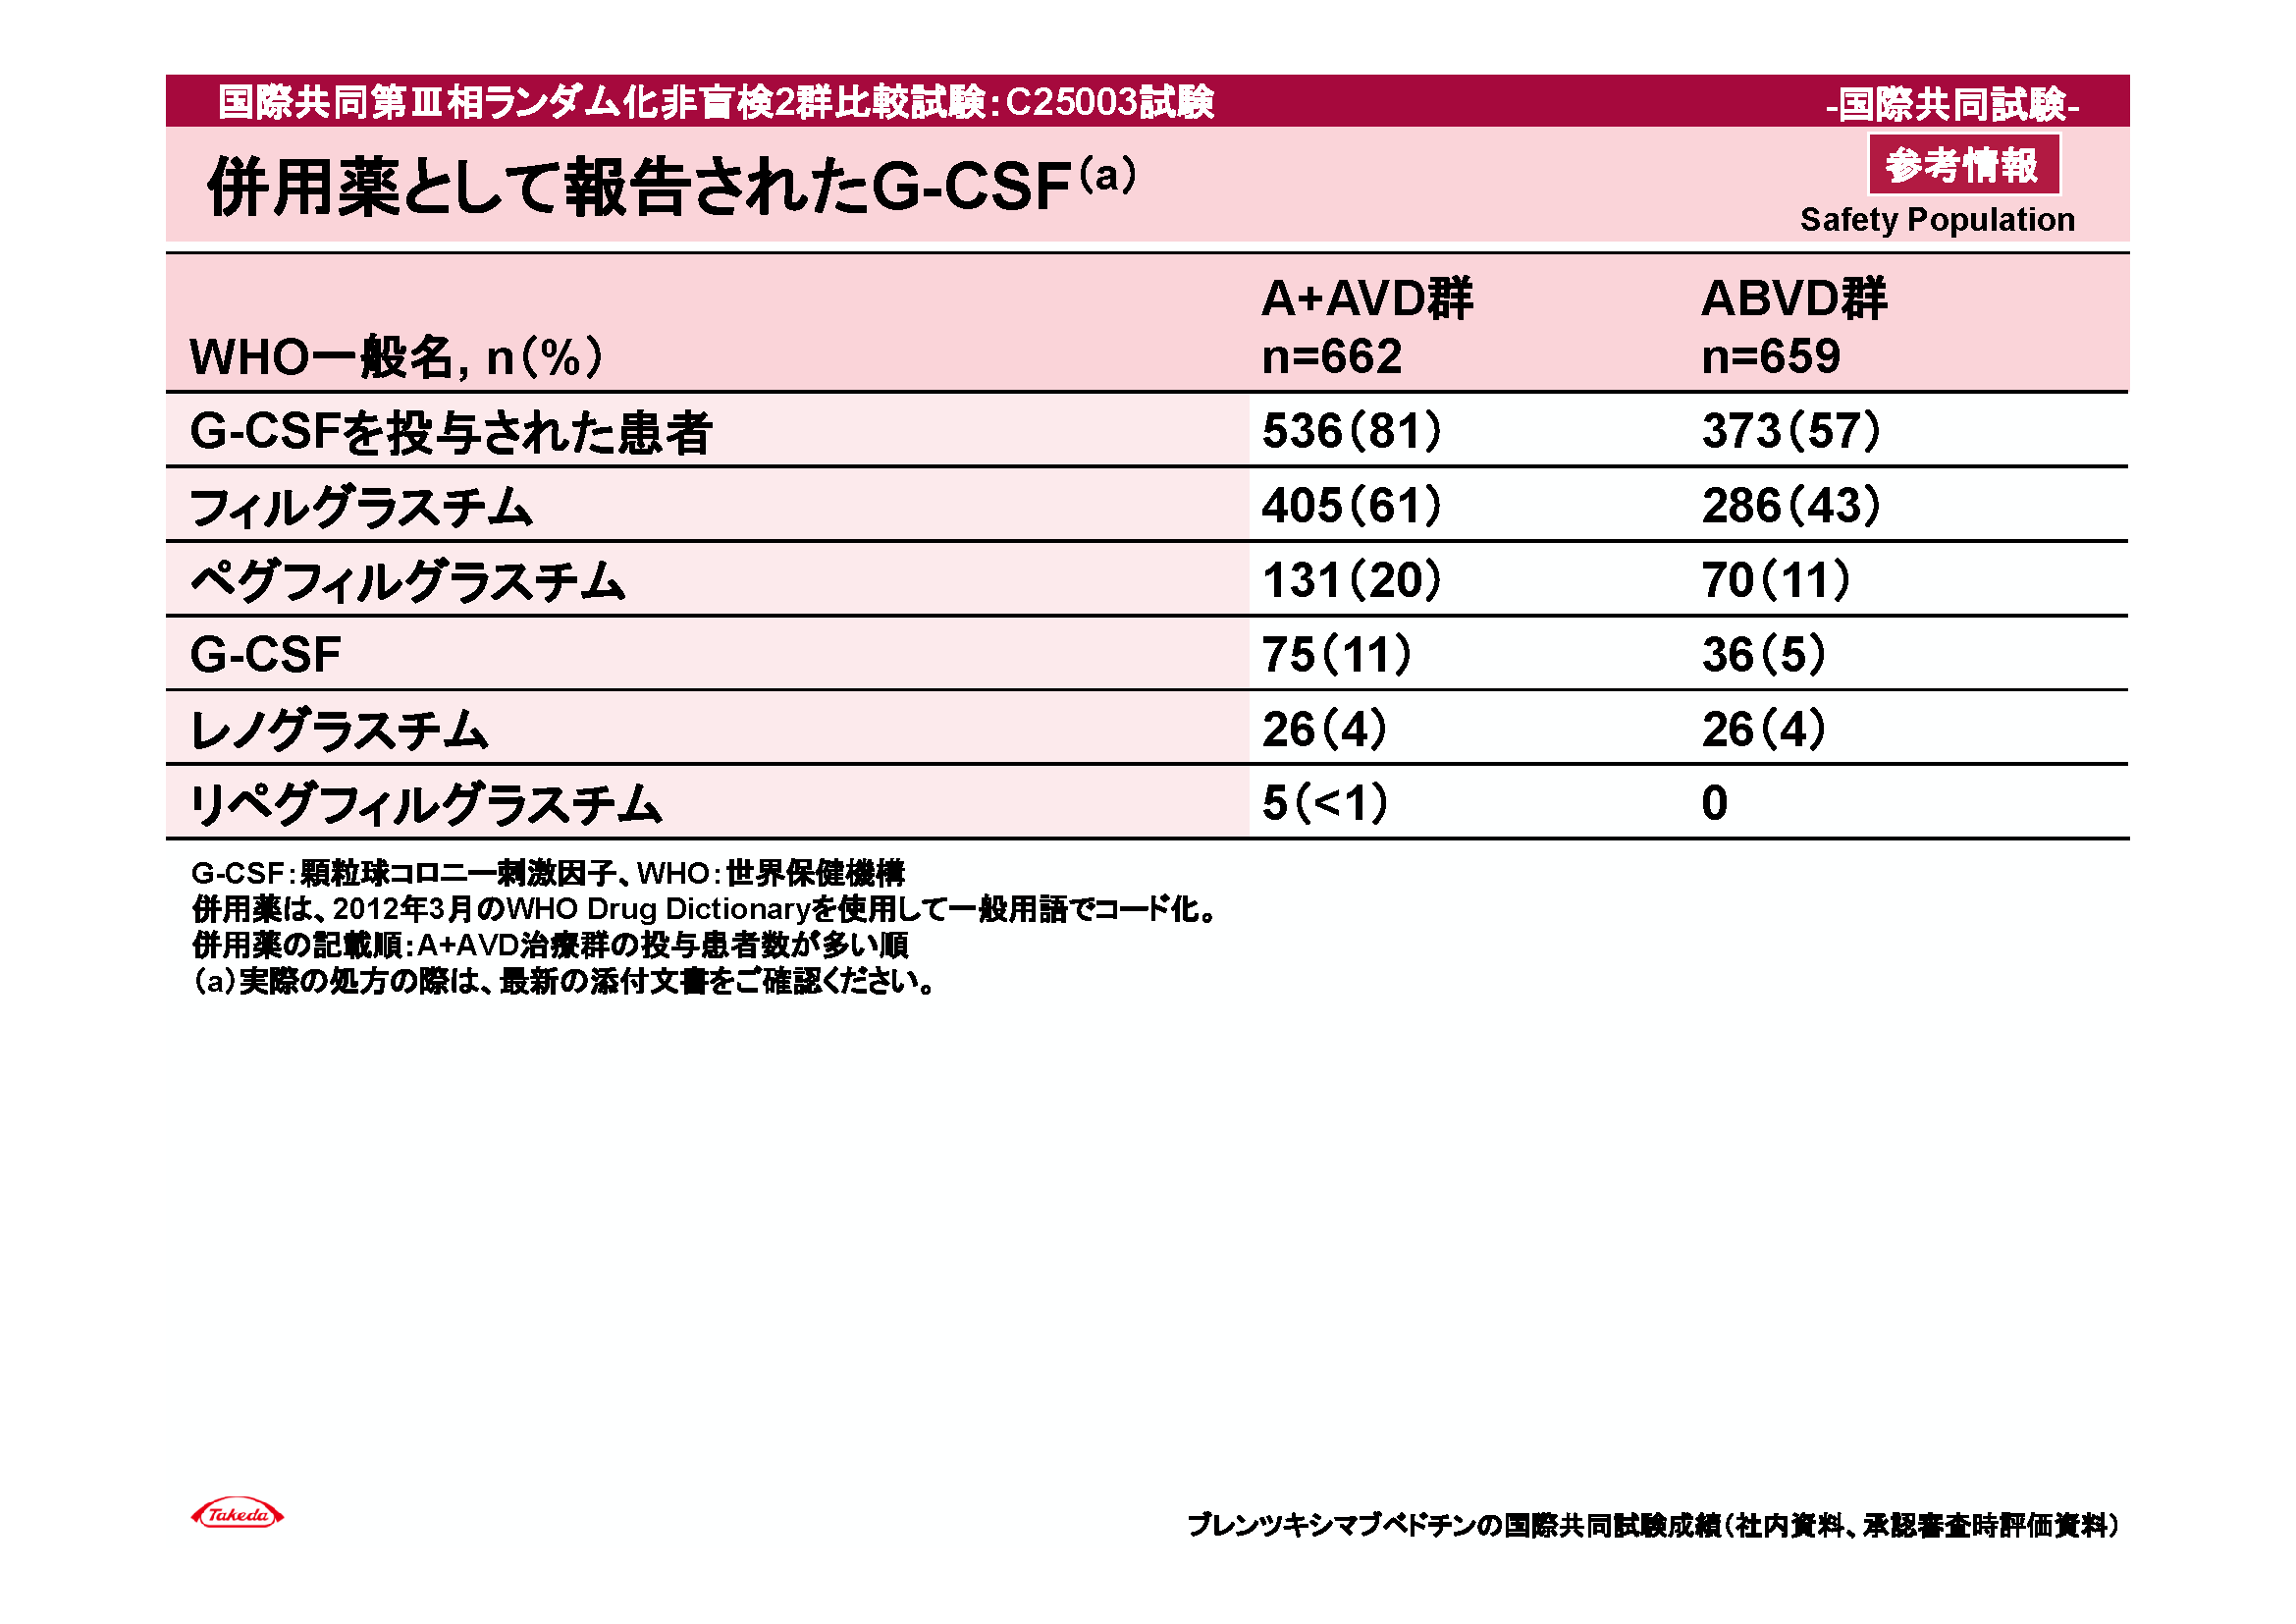 国際共同第Ⅲ相ランダム化非盲検2群比較試験：C25003試験
-国際共同試験-
併用薬として報告されたG-CSF（a）
参考情報
Safety Population
A+AVD群 ABVD群
WHO一般名, n（%） n=662 n=659
G-CSFを投与された患者 536（81） 373（57）
フィルグラスチム 405（61） 286（43）
ペグフィルグラスチム 131（20） 70（11）
G-CSF 75（11） 36（5）
レノグラスチム 26（4） 26（4）
リペグフィルグラスチム 5（<1） 0
G-CSF：顆粒球コロニー刺激因子、WHO：世界保健機構
併用薬は、2012年3月のWHO Drug Dictionaryを使用して一般用語でコード化。
併用薬の記載順：A+AVD治療群の投与患者数が多い順
（a）実際の処方の際は、最新の添付文書をご確認ください。
Takeda
ブレンツキシマブベドチンの国際共同試験成績（社内資料、承認審査時評価資料）